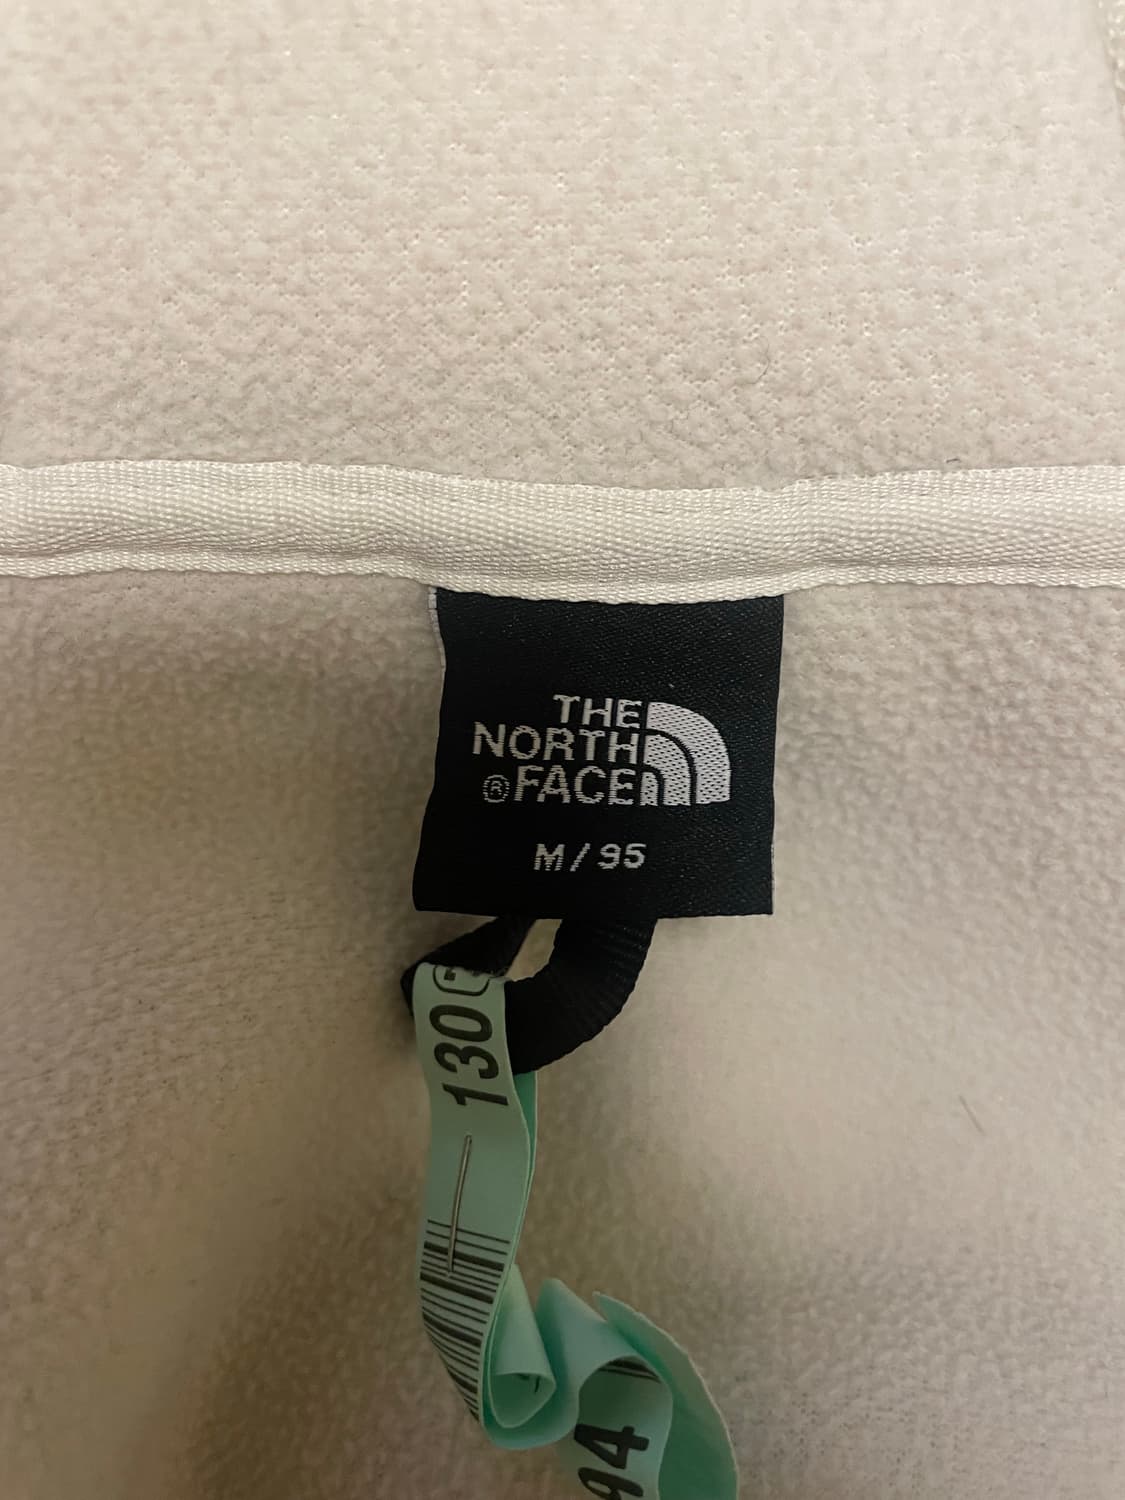 THE
NORTH
®FACE
M/95
130
94